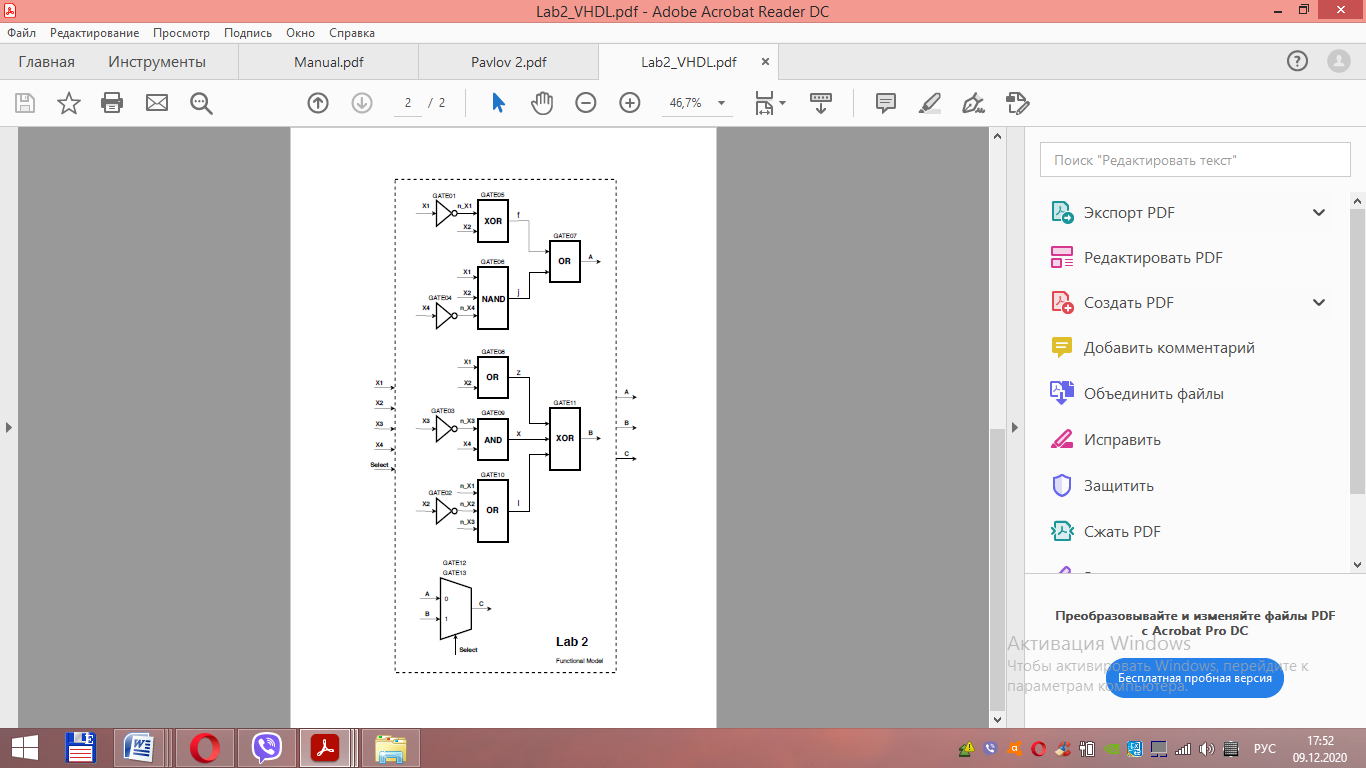 Lab2_VHDL.pdf - Adobe Acrobat Reader DC
Файл Редактирование Просмотр Подпись Окно Справка
Главная Инструменты Manual.pdf Pavlov 2.pdf Lab2_VHDL.pdf ×
2 / 2 46,7%
Поиск "Редактировать текст"
Экспорт PDF
Редактировать PDF
Создать PDF
Добавить комментарий
Объединить файлы
Исправить
Защитить
Сжать PDF
Преобразовывайте и изменяйте файлы PDF
с Acrobat Pro DC
Бесплатная пробная версия
Активация Windows
Чтобы активировать Windows, перейдите к
параметрам компьютера.
GATE01 GATE05
X1 n_X1 XOR f
X2
GATE07
OR A
GATE06
X1
X2 NAND j
GATE04
X4 n_X4
GATE08
X1 OR Z
X2
X1
X2
X3
X4
Select
GATE03 GATE09
X3 n_X3 AND X
X4
GATE11
XOR B
A
B
C
GATE10
n_X1
GATE02
X2 n_X2 OR l
n_X3
GATE12
GATE13
A 0 C
B 1
Select
Lab 2
Functional Model
РУС
17:52
09.12.2020